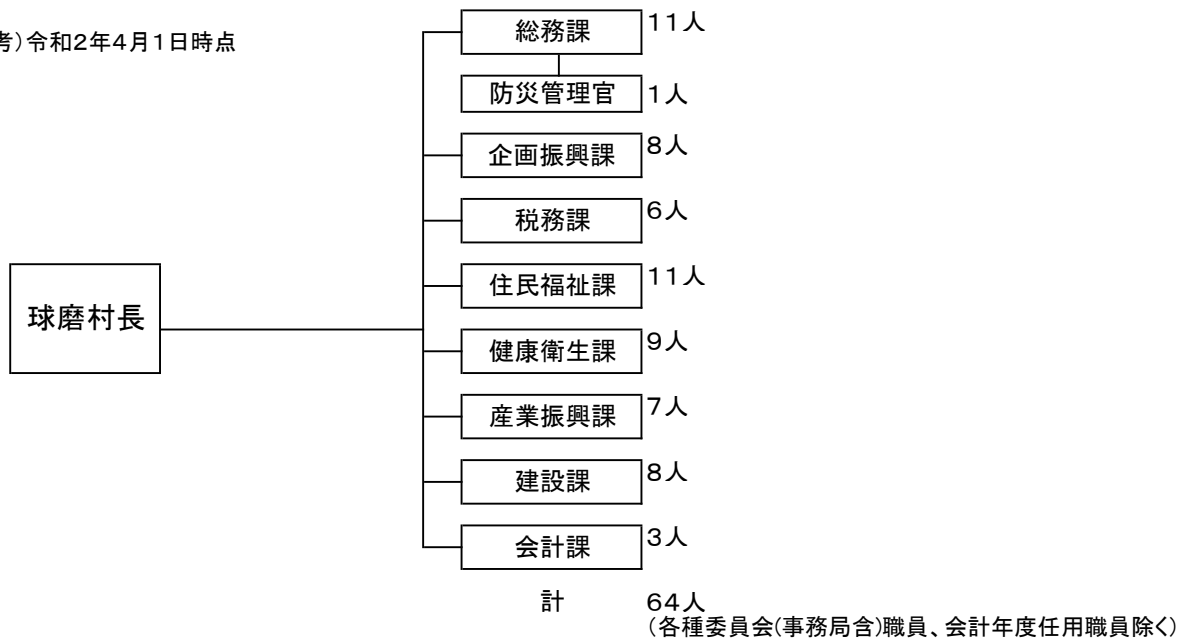 考)令和2年4月1日時点
総務課 11人
防災管理官 1人
企画振興課 8人
税務課 6人
住民福祉課 11人
球磨村長
健康衛生課 9人
産業振興課 7人
建設課 8人
会計課 3人
計 64人
(各種委員会(事務局含)職員、会計年度任用職員除く)